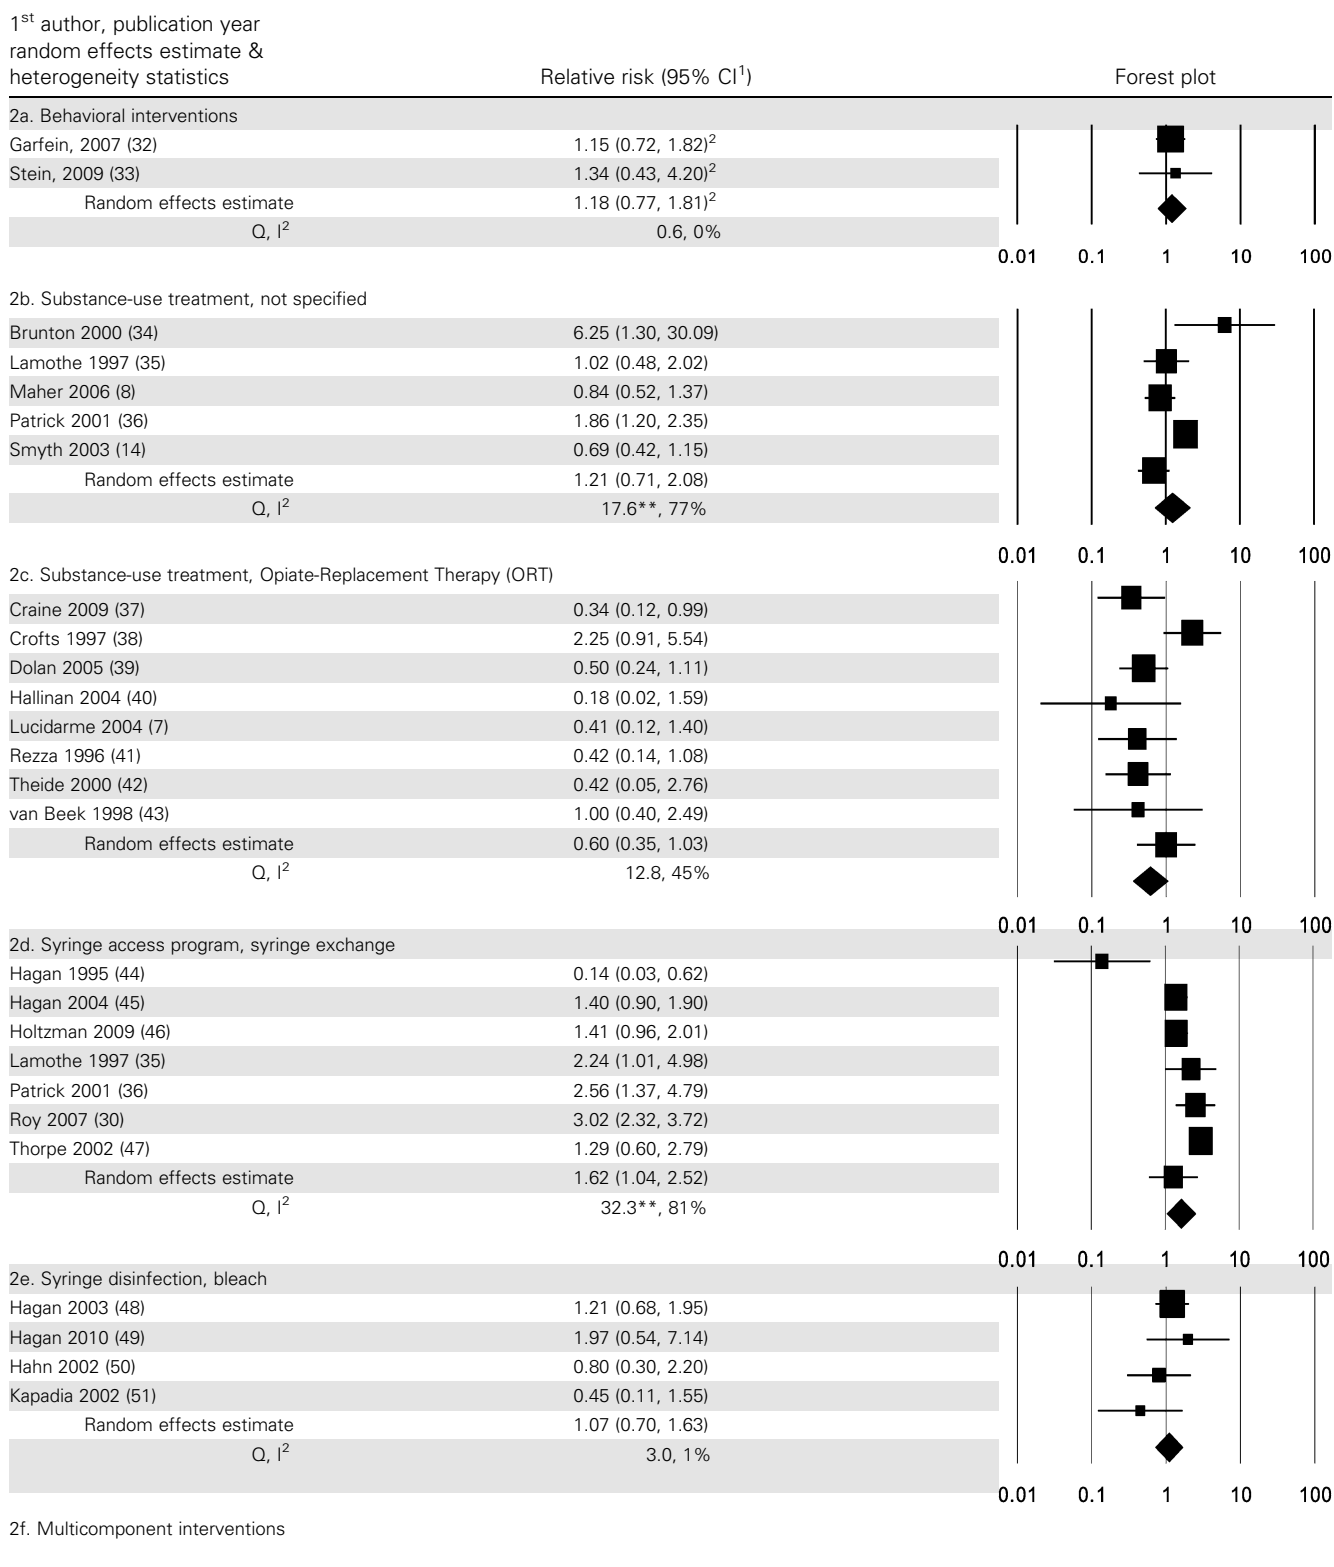 1st author, publication year
random effects estimate &
heterogeneity statistics Relative risk (95% CI1) Forest plot
2a. Behavioral interventions
Garfein, 2007 (32) 1.15 (0.72, 1.82)2
Stein, 2009 (33) 1.34 (0.43, 4.20)2
Random effects estimate 1.18 (0.77, 1.81)2
Q, I2 0.6, 0%
0.01 0.1 1 10 100
2b. Substance-use treatment, not specified
Brunton 2000 (34) 6.25 (1.30, 30.09)
Lamothe 1997 (35) 1.02 (0.48, 2.02)
Maher 2006 (8) 0.84 (0.52, 1.37)
Patrick 2001 (36) 1.86 (1.20, 2.35)
Smyth 2003 (14) 0.69 (0.42, 1.15)
Random effects estimate 1.21 (0.71, 2.08)
Q, I2 17.6**, 77%
0.01 0.1 1 10 100
2c. Substance-use treatment, Opiate-Replacement Therapy (ORT)
Craine 2009 (37) 0.34 (0.12, 0.99)
Crofts 1997 (38) 2.25 (0.91, 5.54)
Dolan 2005 (39) 0.50 (0.24, 1.11)
Hallinan 2004 (40) 0.18 (0.02, 1.59)
Lucidarme 2004 (7) 0.41 (0.12, 1.40)
Rezza 1996 (41) 0.42 (0.14, 1.08)
Theide 2000 (42) 0.42 (0.05, 2.76)
van Beek 1998 (43) 1.00 (0.40, 2.49)
Random effects estimate 0.60 (0.35, 1.03)
Q, I2 12.8, 45%
0.01 0.1 1 10 100
2d. Syringe access program, syringe exchange
Hagan 1995 (44) 0.14 (0.03, 0.62)
Hagan 2004 (45) 1.40 (0.90, 1.90)
Holtzman 2009 (46) 1.41 (0.96, 2.01)
Lamothe 1997 (35) 2.24 (1.01, 4.98)
Patrick 2001 (36) 2.56 (1.37, 4.79)
Roy 2007 (30) 3.02 (2.32, 3.72)
Thorpe 2002 (47) 1.29 (0.60, 2.79)
Random effects estimate 1.62 (1.04, 2.52)
Q, I2 32.3**, 81%
0.01 0.1 1 10 100
2e. Syringe disinfection, bleach
Hagan 2003 (48) 1.21 (0.68, 1.95)
Hagan 2010 (49) 1.97 (0.54, 7.14)
Hahn 2002 (50) 0.80 (0.30, 2.20)
Kapadia 2002 (51) 0.45 (0.11, 1.55)
Random effects estimate 1.07 (0.70, 1.63)
Q, I2 3.0, 1%
0.01 0.1 1 10 100
2f. Multicomponent interventions